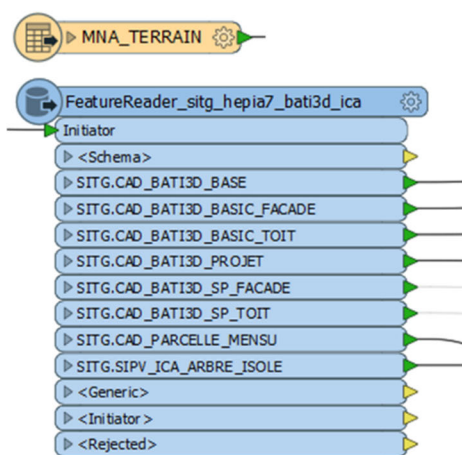 MNA_TERRAIN
FeatureReader_sitg_hepia7_bati3d_ica
Initiator
<Schema>
SITG.CAD_BATI3D_BASE
SITG.CAD_BATI3D_BASIC_FACADE
SITG.CAD_BATI3D_BASIC_TOIT
SITG.CAD_BATI3D_PROJET
SITG.CAD_BATI3D_SP_FACADE
SITG.CAD_BATI3D_SP_TOIT
SITG.CAD_PARCELLE_MENSU
SITG.SIPV_ICA_ARBRE_ISOLE
<Generic>
<Initiator>
<Rejected>